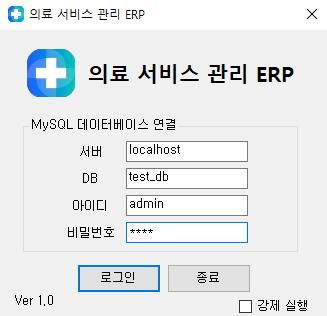 의료 서비스 관리 ERP
의료 서비스 관리 ERP
MySQL 데이터베이스 연결
서버 localhost
DB test_db
아이디 admin
비밀번호 ****
로그인 종료
Ver 1.0
강제 실행